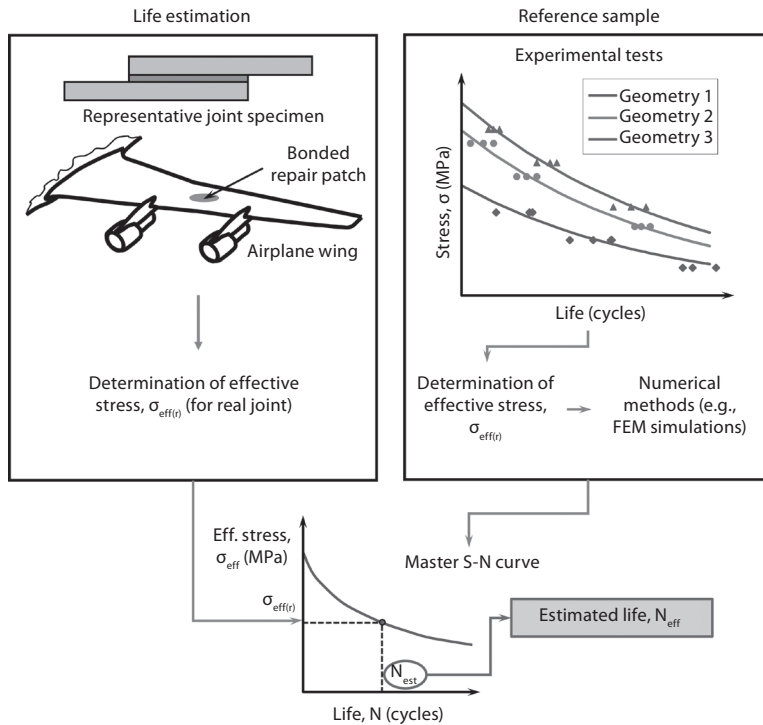 Life estimation
Representative joint specimen
Bonded
repair patch
Airplane wing
Determination of effective
stress, σeff(r) (for real joint)
Reference sample
Experimental tests
Geometry 1
Geometry 2
Geometry 3
Stress, σ (MPa)
Life (cycles)
Determination of
effective stress,
σeff(r)
Numerical
methods (e.g.,
FEM simulations)
Eff. stress,
σeff (MPa)
σeff(r)
Nest
Life, N (cycles)
Master S-N curve
Estimated life, Neff